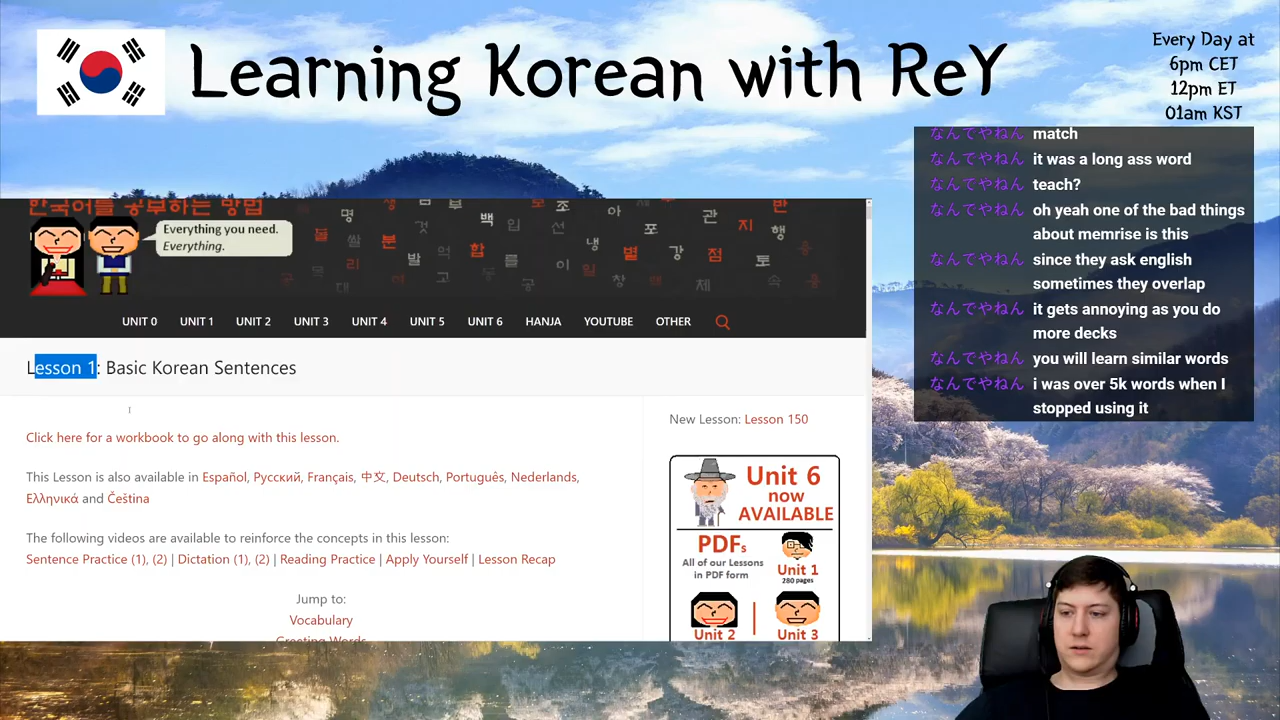 Learning Korean with ReY
Every Day at
6pm CET
12pm ET
01am KST
なんでやねん match
なんでやねん it was a long ass word
なんでやねん teach?
なんでやねん oh yeah one of the bad things
about memrise is this
なんでやねん since they ask english
sometimes they overlap
なんでやねん it gets annoying as you do
more decks
なんでやねん you will learn similar words
なんでやねん i was over 5k words when I
stopped using it
한국어를 공부하는 방법
Everything you need.
Everything.
UNIT 0 UNIT 1 UNIT 2 UNIT 3 UNIT 4 UNIT 5 UNIT 6 HANJA YOUTUBE OTHER
Lesson 1: Basic Korean Sentences
Click here for a workbook to go along with this lesson.
This Lesson is also available in Español, Русский, Français, 中文, Deutsch, Português, Nederlands,
Ελληνικά and Čeština
The following videos are available to reinforce the concepts in this lesson:
Sentence Practice (1), (2) | Dictation (1), (2) | Reading Practice | Apply Yourself | Lesson Recap
Jump to:
Vocabulary
Greeting Words
New Lesson: Lesson 150
Unit 6
now
AVAILABLE
PDFs
All of our Lessons
in PDF form
Unit 1
280 pages
Unit 2
Unit 3